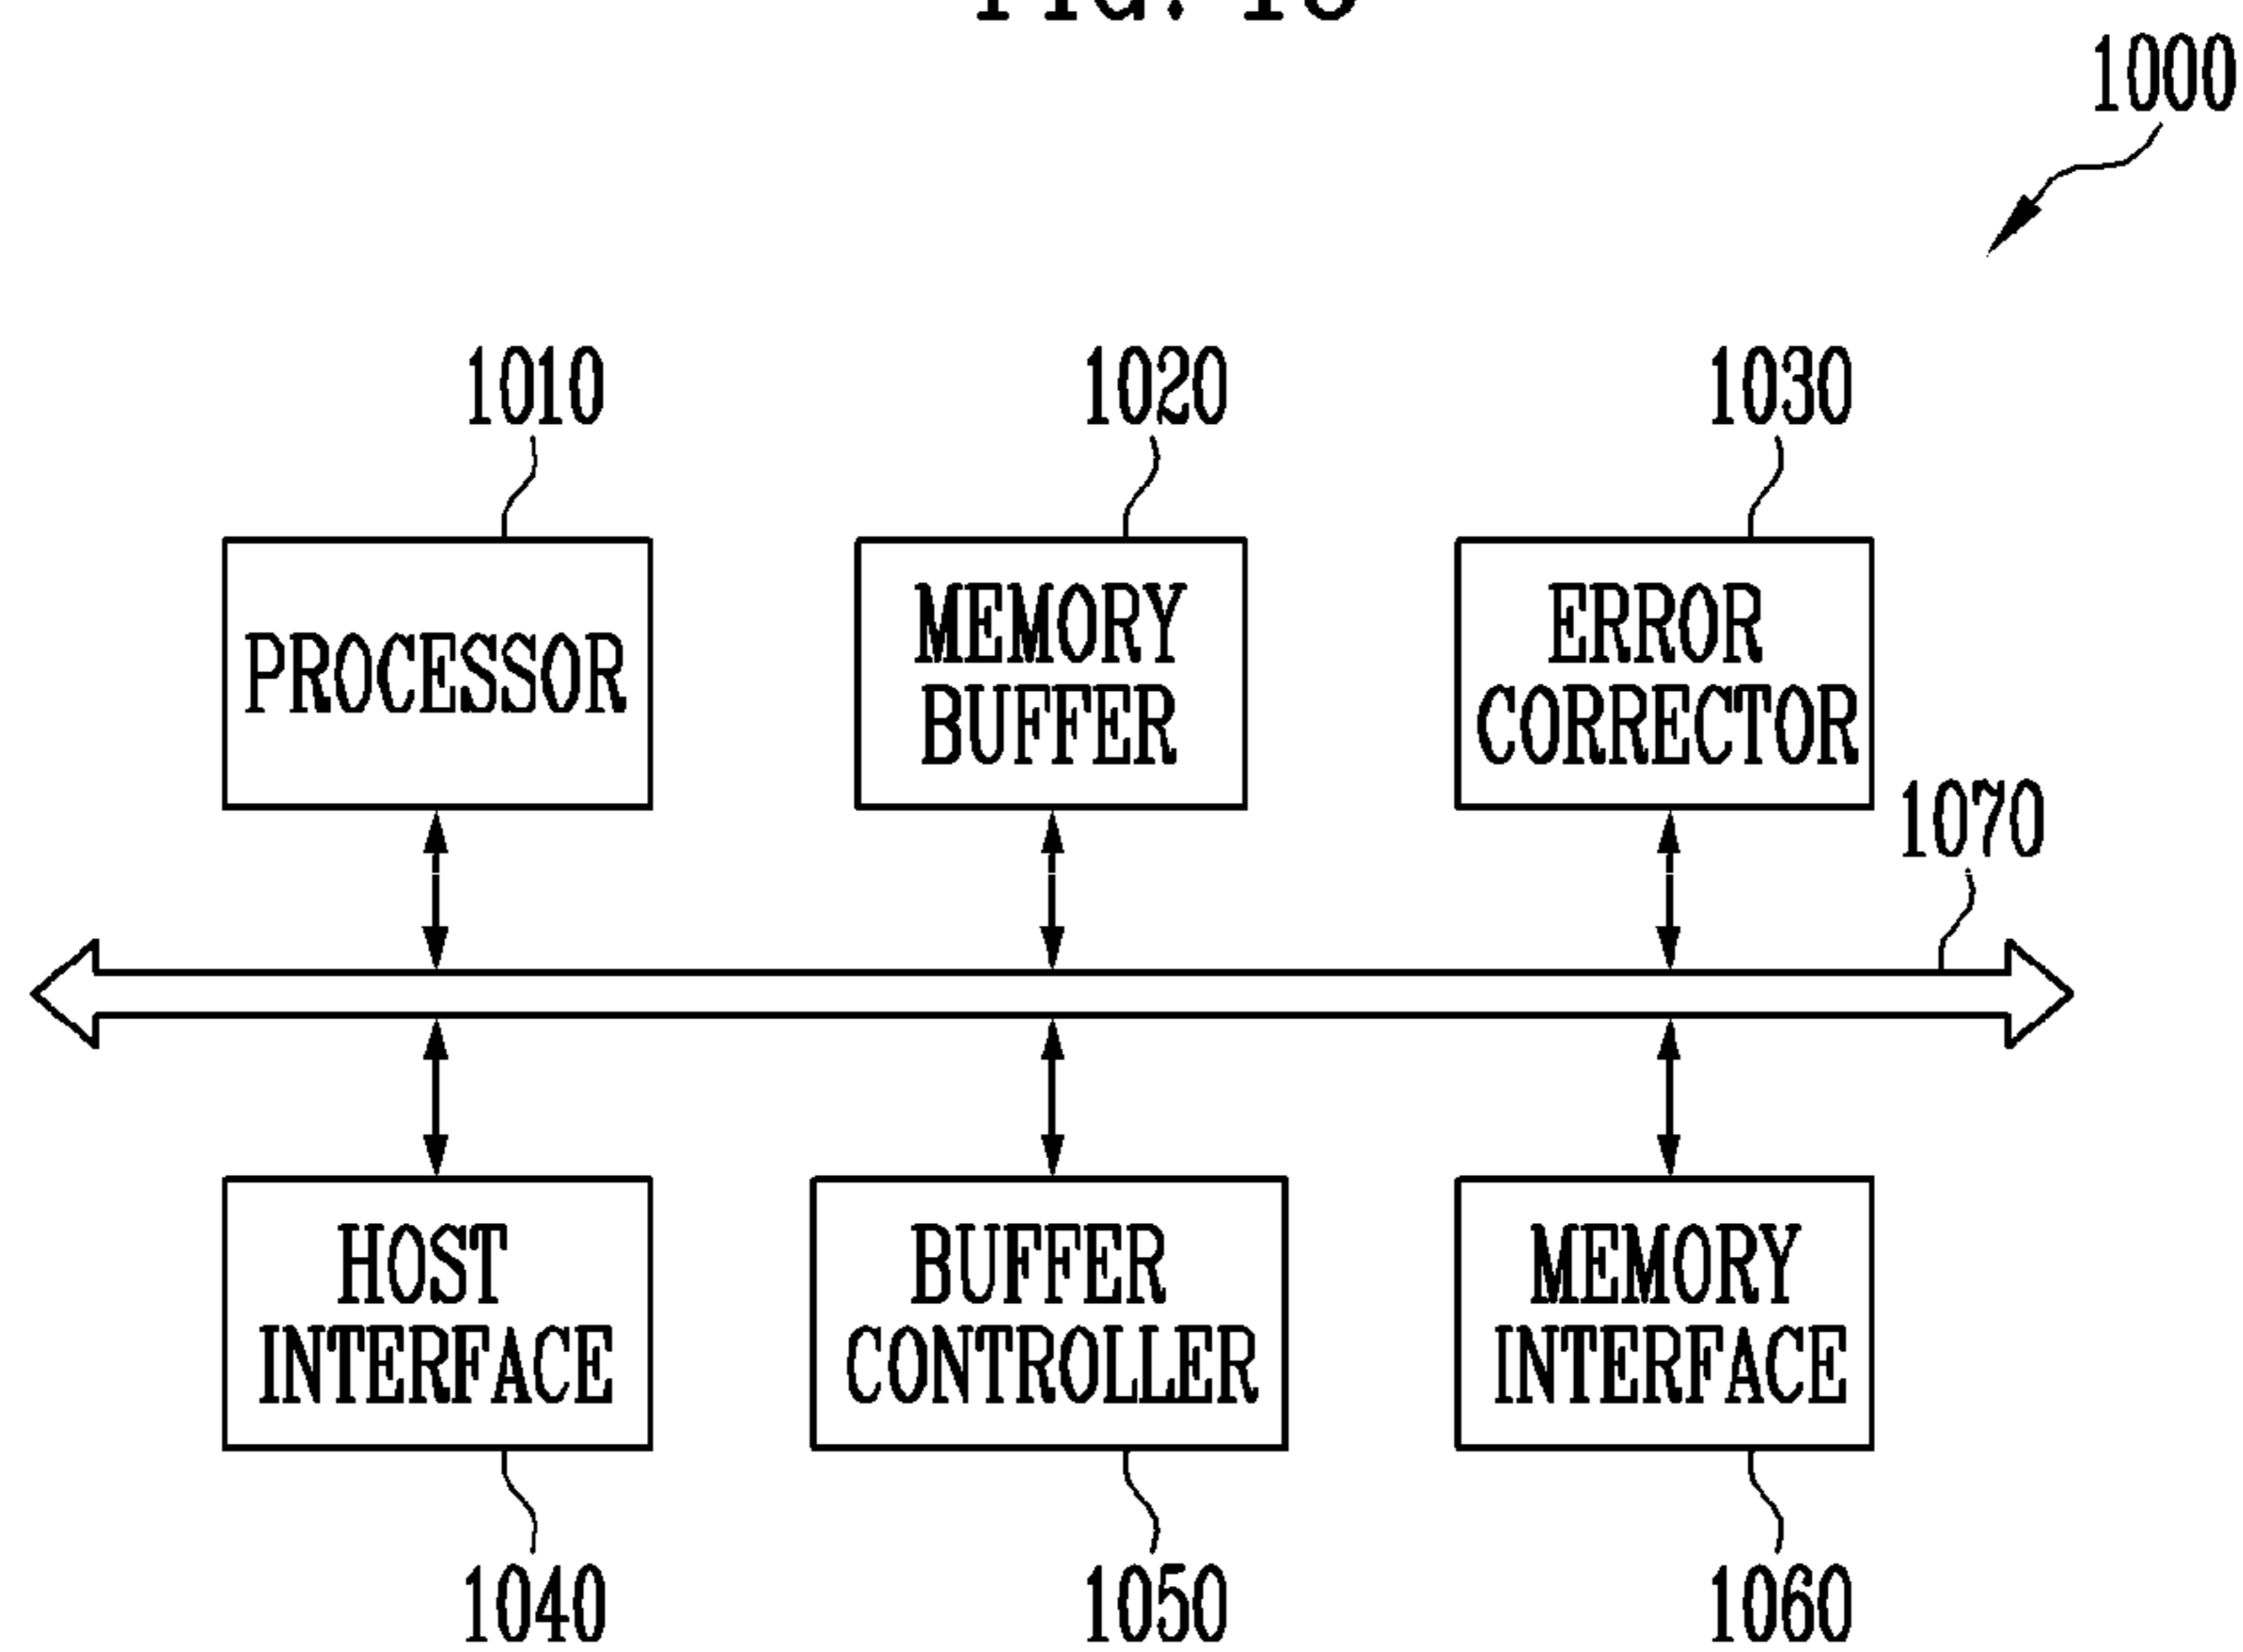 1000
1010
1020
1030
PROCESSOR
MEMORY
BUFFER
ERROR
CORRECTOR
1070
HOST
INTERFACE
BUFFER
CONTROLLER
MEMORY
INTERFACE
1040
1050
1060